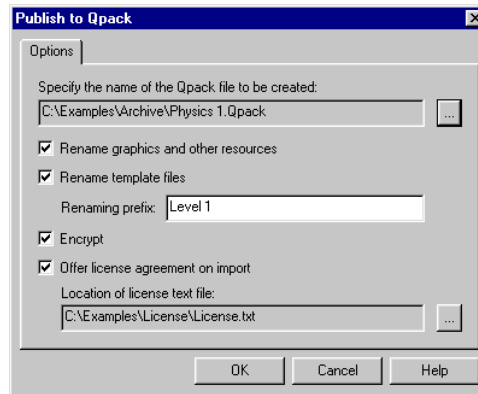 Publish to Qpack
Options
Specify the name of the Qpack file to be created:
C:\Examples\Archive\Physics 1.Qpack
...
Rename graphics and other resources
Rename template files
Renaming prefix: Level 1
Encrypt
Offer license agreement on import
Location of license text file:
C:\Examples\License\License.txt
...
OK Cancel Help